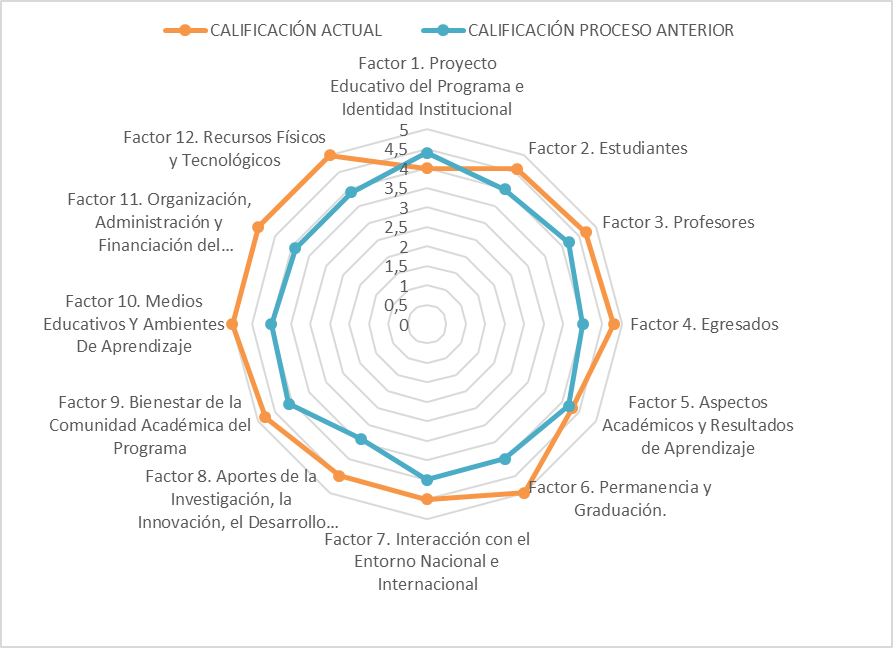 CALIFICACIÓN ACTUAL
CALIFICACIÓN PROCESO ANTERIOR
Factor 1. Proyecto
Educativo del Programa e
Identidad Institucional
Factor 2. Estudiantes
Factor 3. Profesores
Factor 4. Egresados
Factor 5. Aspectos
Académicos y Resultados
de Aprendizaje
Factor 6. Permanencia y
Graduación.
Factor 7. Interacción con el
Entorno Nacional e
Internacional
Factor 8. Aportes de la
Investigación, la
Innovación, el Desarrollo...
Factor 9. Bienestar de la
Comunidad Académica del
Programa
Factor 10. Medios
Educativos Y Ambientes
De Aprendizaje
Factor 11. Organización,
Administración y
Financiación del...
Factor 12. Recursos Físicos
y Tecnológicos
5
4,5
4
3,5
3
2,5
2
1,5
1
0,5
0